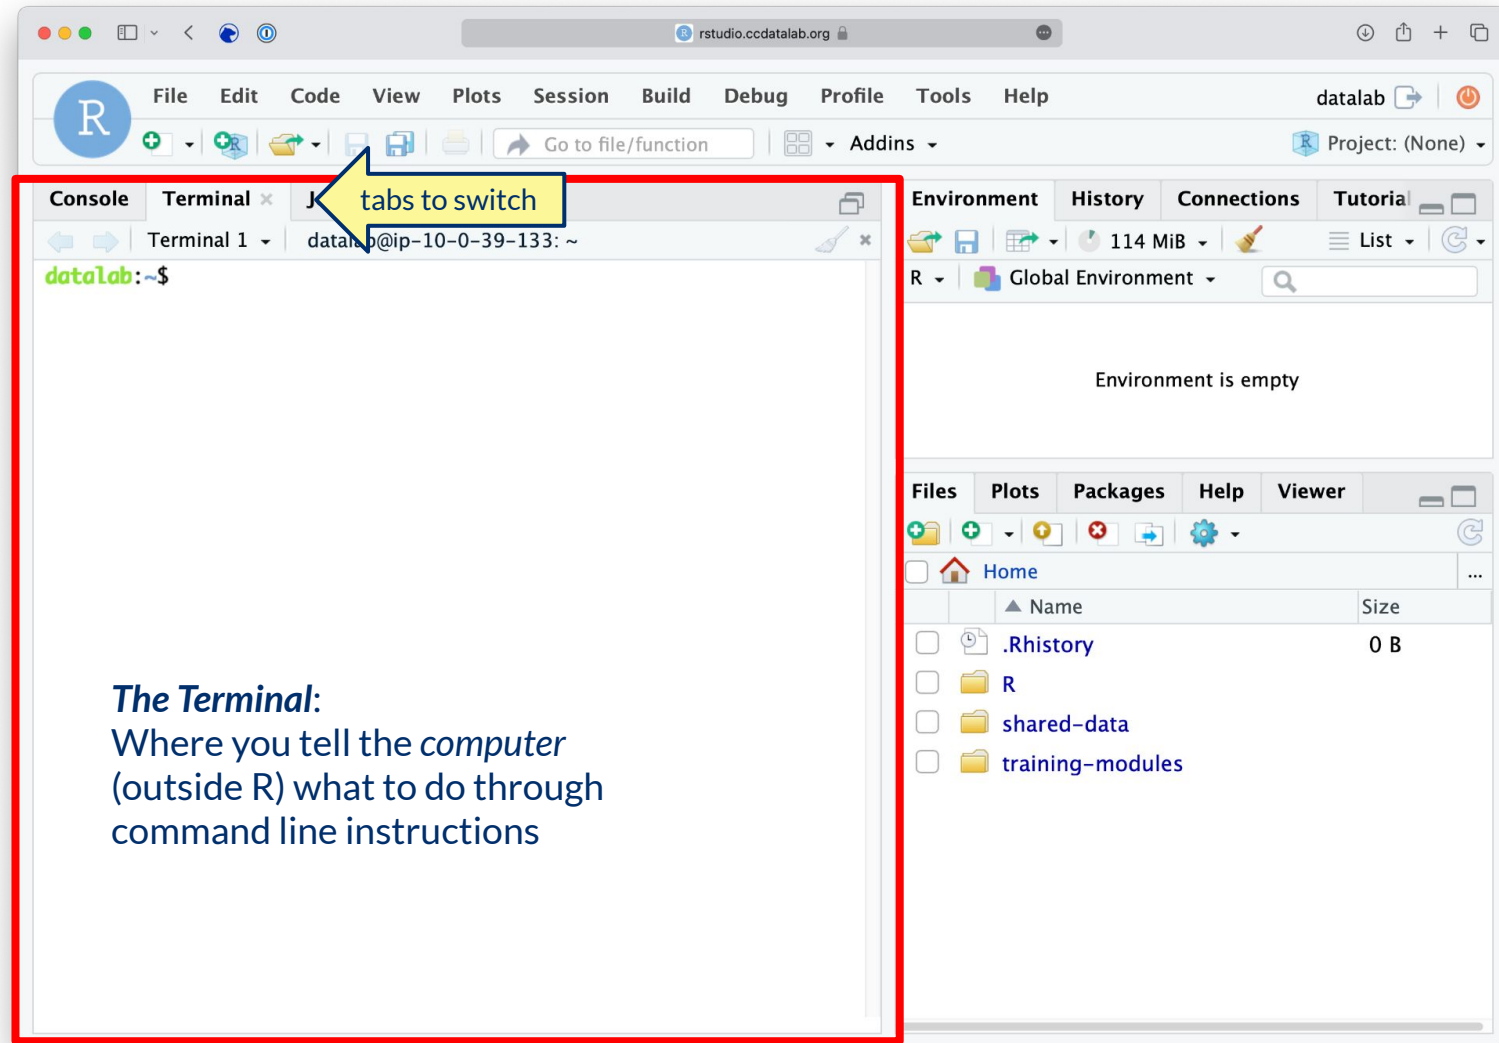 rstudio.ccdatalab.org
R
File Edit Code View Plots Session Build Debug Profile Tools Help
datalab
Go to file/function
Addins
Project: (None)
Console Terminal
tabs to switch
Terminal 1
datalab@ip-10-0-39-133: ~
datalab:~$
The Terminal:
Where you tell the computer
(outside R) what to do through
command line instructions
Environment History Connections Tutorial
114 MiB
List
R
Global Environment
Environment is empty
Files Plots Packages Help Viewer
Home
...
Name Size
.Rhistory 0 B
R
shared-data
training-modules